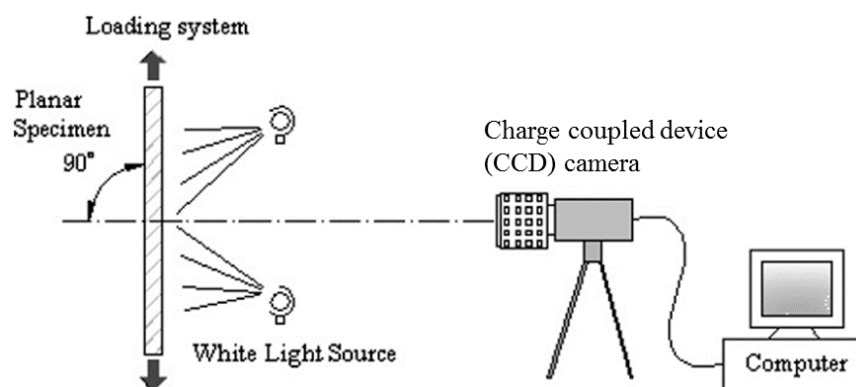 Loading system
Planar
Specimen
90°
Charge coupled device
(CCD) camera
White Light Source
Computer